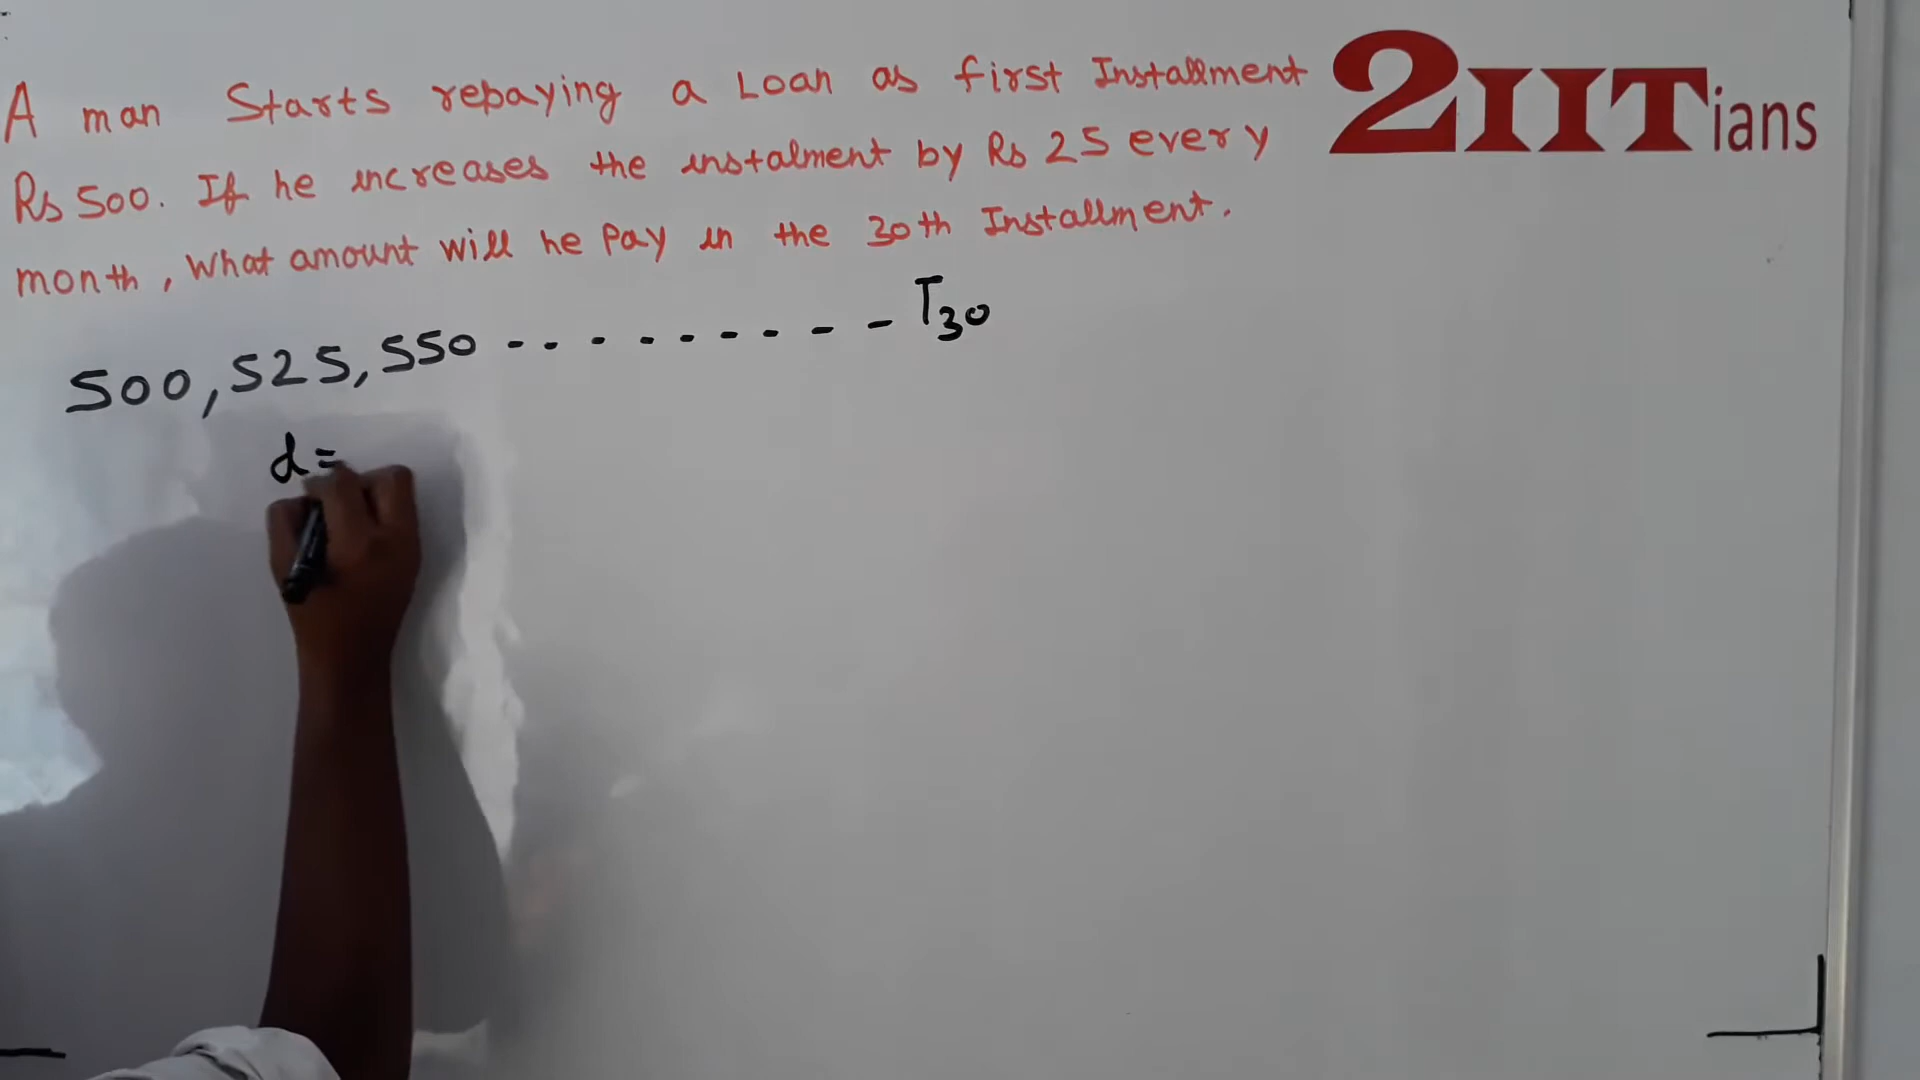 A man Starts repaying a Loan as first Installment
Rs 500. If he increases the instalment by Rs 25 every
month, what amount will he Pay in the 30th Installment.
2IITians
500, 525, 550 - - - - - - - - - T30
d=